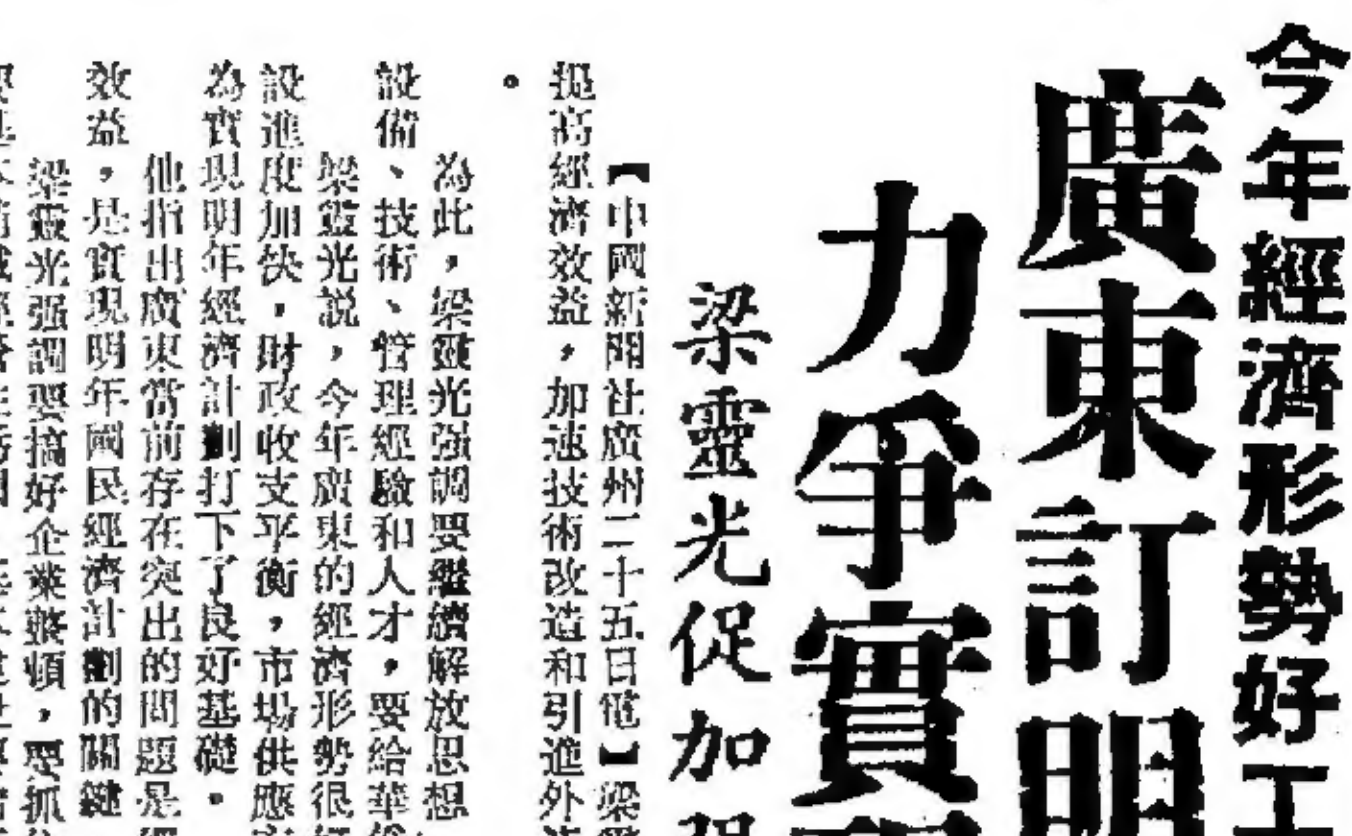 今年經濟形勢好工
廣東訂明
力爭實
梁靈光促加強
【中國新聞社廣州二十五日電】梁靈
提高經濟效益，加速技術改造和引進外
。
為此，梁靈光强調要繼續解放思想
設備、技術、管理經驗和人才，要給華
梁靈光説，今年廣東的經濟形勢很好
設進度加快，財政收支平衡，市場供應
為實現明年經濟計劃打下了良好基礎。
他指出廣東當前存在突出的問題是
效益，是實現明年國民經濟計劃的關鍵
梁靈光强調要搞好企業整頓，要抓